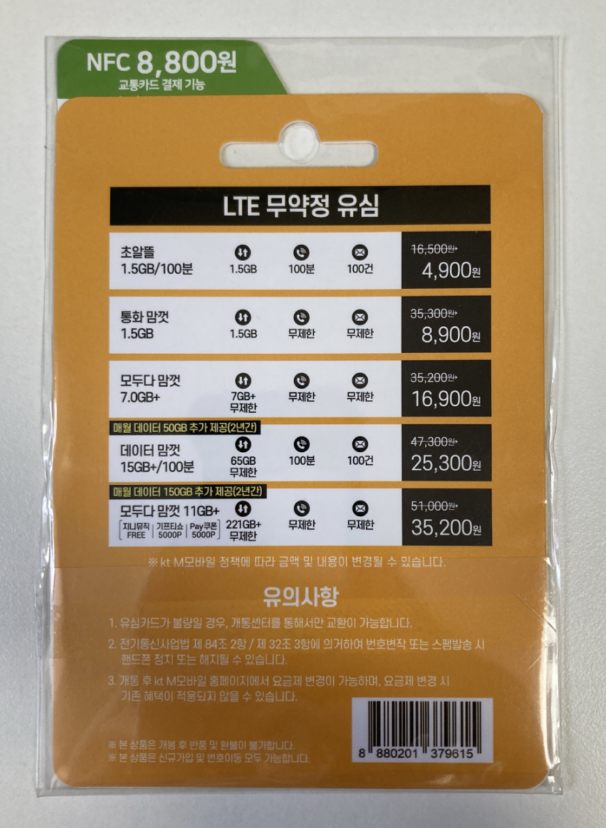 NFC 8,800원
교통카드 결제 가능
LTE 무약정 유심
초알뜰
1.5GB/100분
1.5GB
100분
100건
16,500원
4,900원
통화 맘껏
1.5GB
1.5GB
무제한
무제한
35,300원
8,900원
모두다 맘껏
7.0GB+
7GB+
무제한
무제한
무제한
35,200원
16,900원
매월 데이터 50GB 추가 제공(2년간)
데이터 맘껏
15GB+/100분
65GB
무제한
100분
100건
47,300원
25,300원
매월 데이터 150GB 추가 제공(2년간)
모두다 맘껏 11GB+
지니뮤직 FREE | 기프티쇼 5000P | Pay쿠폰 5000P
221GB+
무제한
무제한
무제한
51,000원
35,200원
※ kt M모바일 정책에 따라 금액 및 내용이 변경될 수 있습니다.
유의사항
1. 유심카드가 불량일 경우, 개통센터를 통해서만 교환이 가능합니다.
2. 전기통신사업법 제 84조 2항 / 제 32조 3항에 의거하여 번호변작 또는 스팸발송 시
핸드폰 정지 또는 해지될 수 있습니다.
3. 개통 후 kt M모바일 홈페이지에서 요금제 변경이 가능하며, 요금제 변경 시
기존 혜택이 적용되지 않을 수 있습니다.
※ 본 상품은 개봉 후 반품 및 환불이 불가합니다.
※ 본 상품은 신규가입 및 번호이동 모두 가능합니다.
8 880201 379615